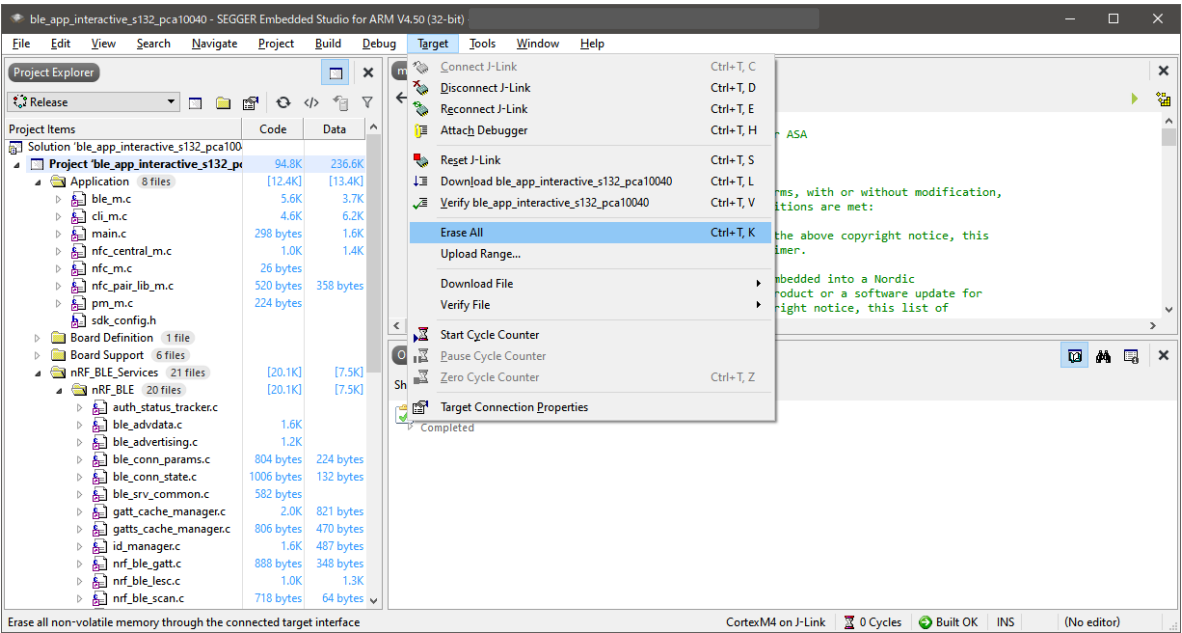 ble_app_interactive_s132_pca10040 - SEGGER Embedded Studio for ARM V4.50 (32-bit)
File Edit View Search Navigate Project Build Debug Target Tools Window Help
Project Explorer
Release
Project Items Code Data
Solution 'ble_app_interactive_s132_pca100
Project 'ble_app_interactive_s132_p 94.8K 236.6K
Application 8 files [12.4K] [13.4K]
ble_m.c 5.6K 3.7K
cli_m.c 4.6K 6.2K
main.c 298 bytes 1.6K
nfc_central_m.c 1.0K 1.4K
nfc_m.c 26 bytes
nfc_pair_lib_m.c 520 bytes 358 bytes
pm_m.c 224 bytes
sdk_config.h
Board Definition 1 file
Board Support 6 files
nRF_BLE_Services 21 files [20.1K] [7.5K]
nRF_BLE 20 files [20.1K] [7.5K]
auth_status_tracker.c
ble_advdata.c 1.6K
ble_advertising.c 1.2K
ble_conn_params.c 804 bytes 224 bytes
ble_conn_state.c 1006 bytes 132 bytes
ble_srv_common.c 582 bytes
gatt_cache_manager.c 2.0K 821 bytes
gatts_cache_manager.c 806 bytes 470 bytes
id_manager.c 1.6K 487 bytes
nrf_ble_gatt.c 888 bytes 348 bytes
nrf_ble_lesc.c 1.0K 1.3K
nrf_ble_scan.c 718 bytes 64 bytes
Connect J-Link Ctrl+T, C
Disconnect J-Link Ctrl+T, D
Reconnect J-Link Ctrl+T, E
Attach Debugger Ctrl+T, H
Reset J-Link Ctrl+T, S
Download ble_app_interactive_s132_pca10040 Ctrl+T, L
Verify ble_app_interactive_s132_pca10040 Ctrl+T, V
Erase All Ctrl+T, K
Upload Range...
Download File
Verify File
Start Cycle Counter
Pause Cycle Counter
Zero Cycle Counter Ctrl+T, Z
Target Connection Properties
m
ASA
rms, with or without modification,
itions are met:
the above copyright notice, this
imer.
mbedded into a Nordic
roduct or a software update for
right notice, this list of
O
Sh
Completed
Erase all non-volatile memory through the connected target interface
CortexM4 on J-Link 0 Cycles Built OK INS (No editor)